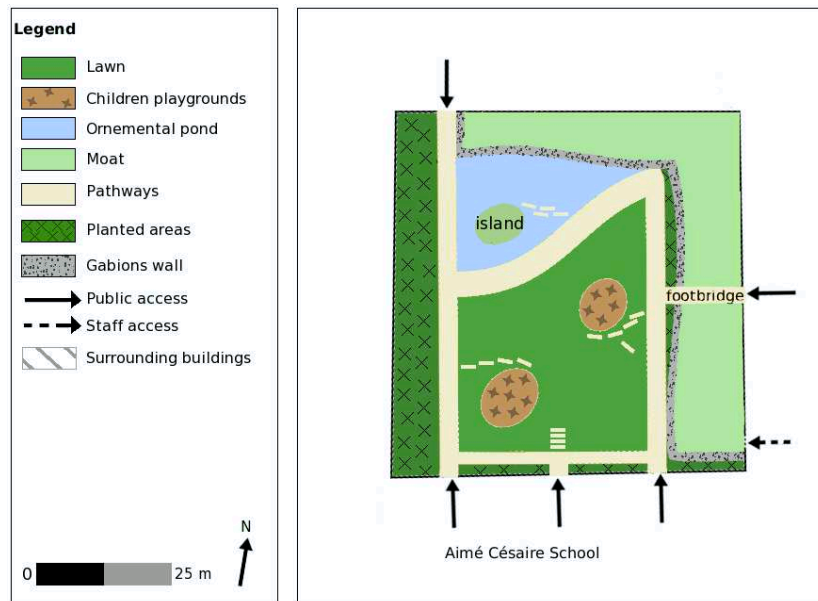 Legend
Lawn
Children playgrounds
Ornemental pond
Moat
Pathways
Planted areas
Gabions wall
Public access
Staff access
Surrounding buildings
N
0
25 m
island
footbridge
Aimé Césaire School